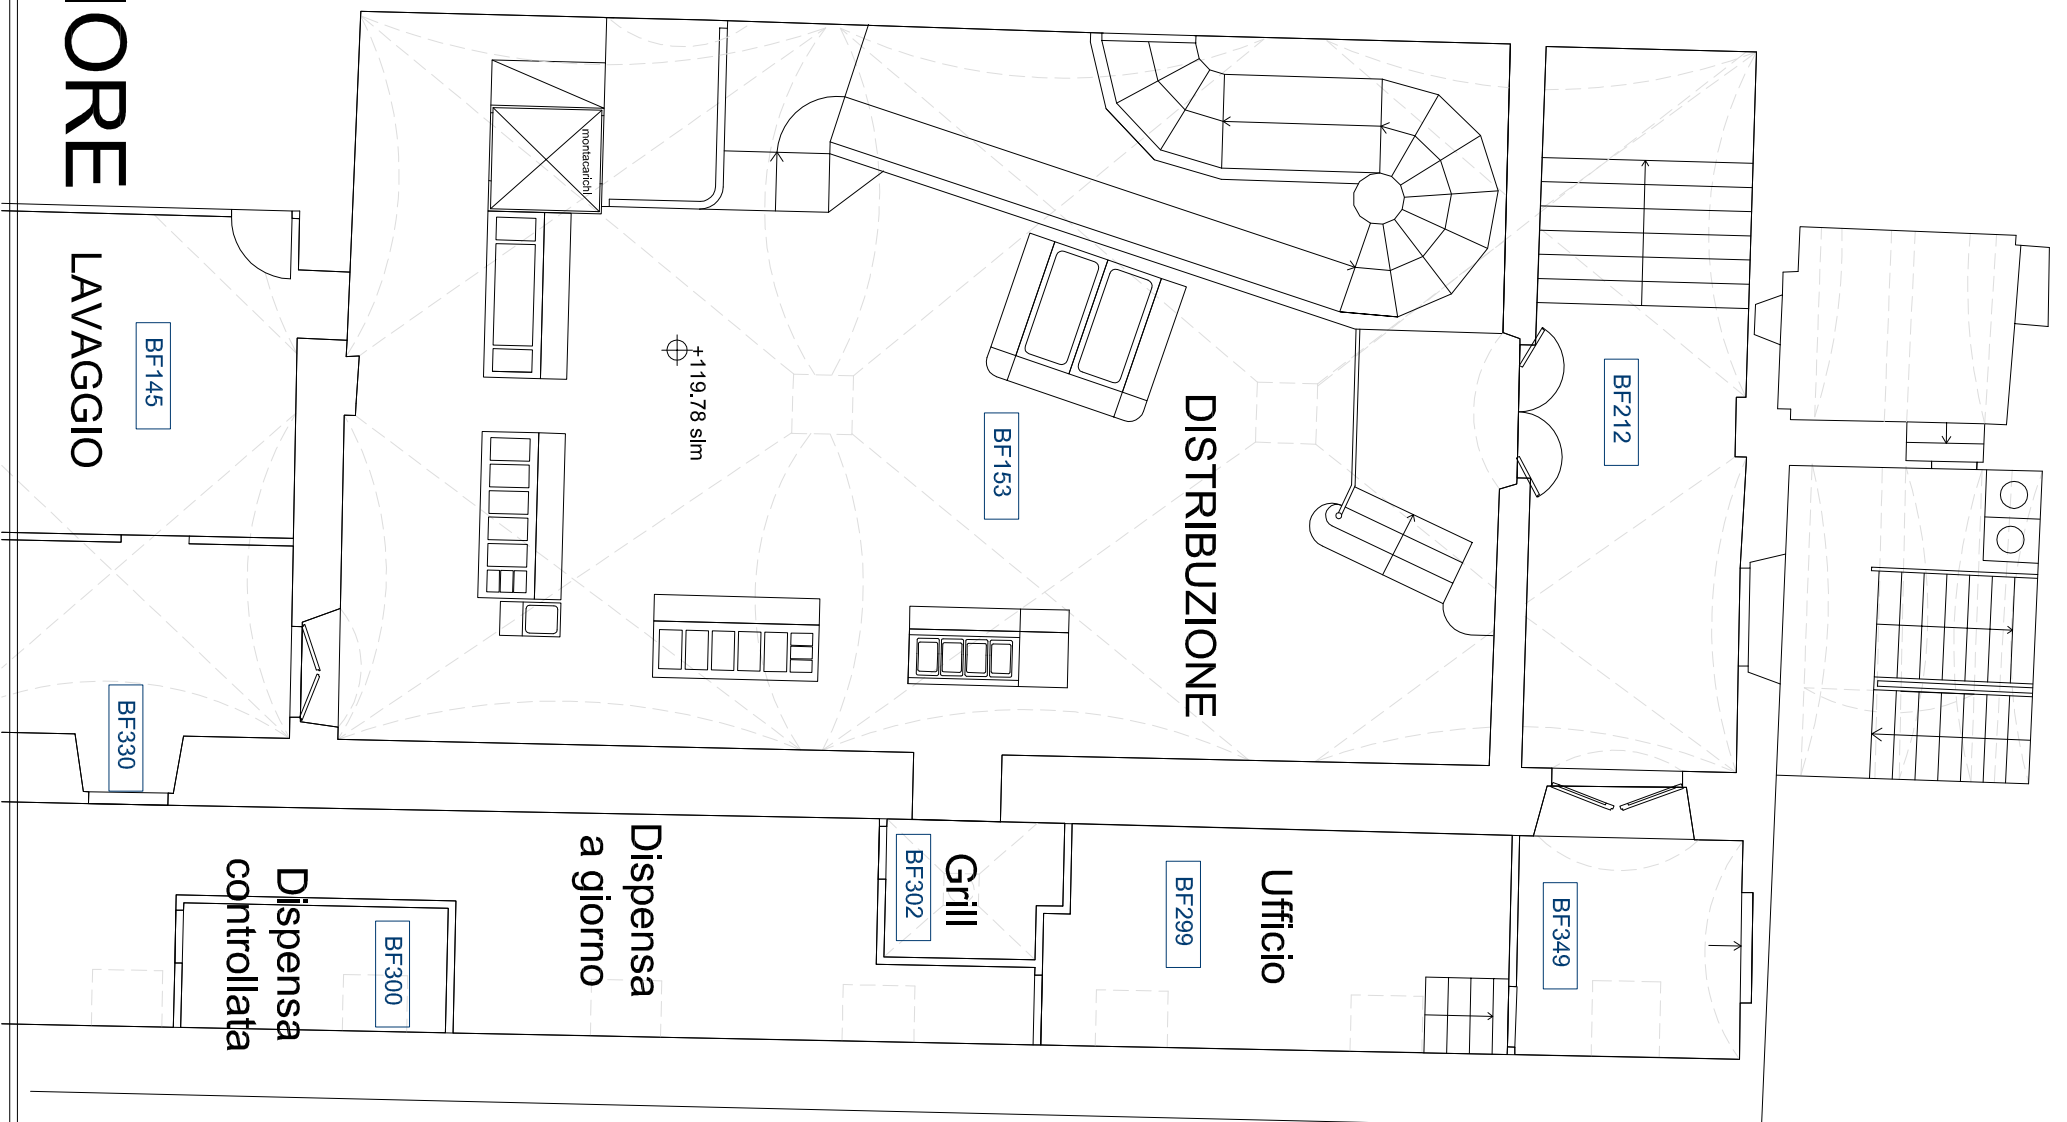 IORE
montacarichi
LAVAGGIO
BF145
+119.78 slm
BF153
DISTRIBUZIONE
BF212
BF330
Dispensa
controllata
BF300
Dispensa
a giorno
BF302
Grill
BF299
Ufficio
BF349